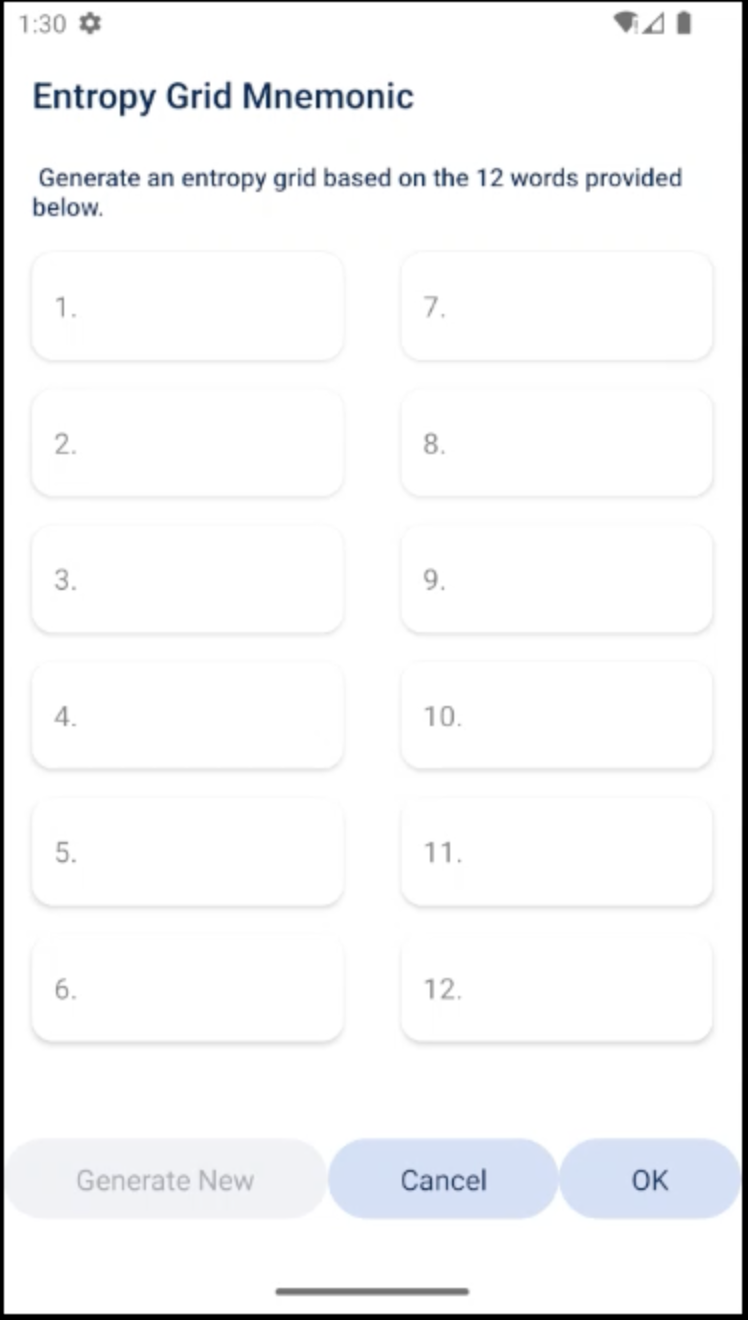 1:30
Entropy Grid Mnemonic
Generate an entropy grid based on the 12 words provided
below.
1.
7.
2.
8.
3.
9.
4.
10.
5.
11.
6.
12.
Generate New
Cancel
OK